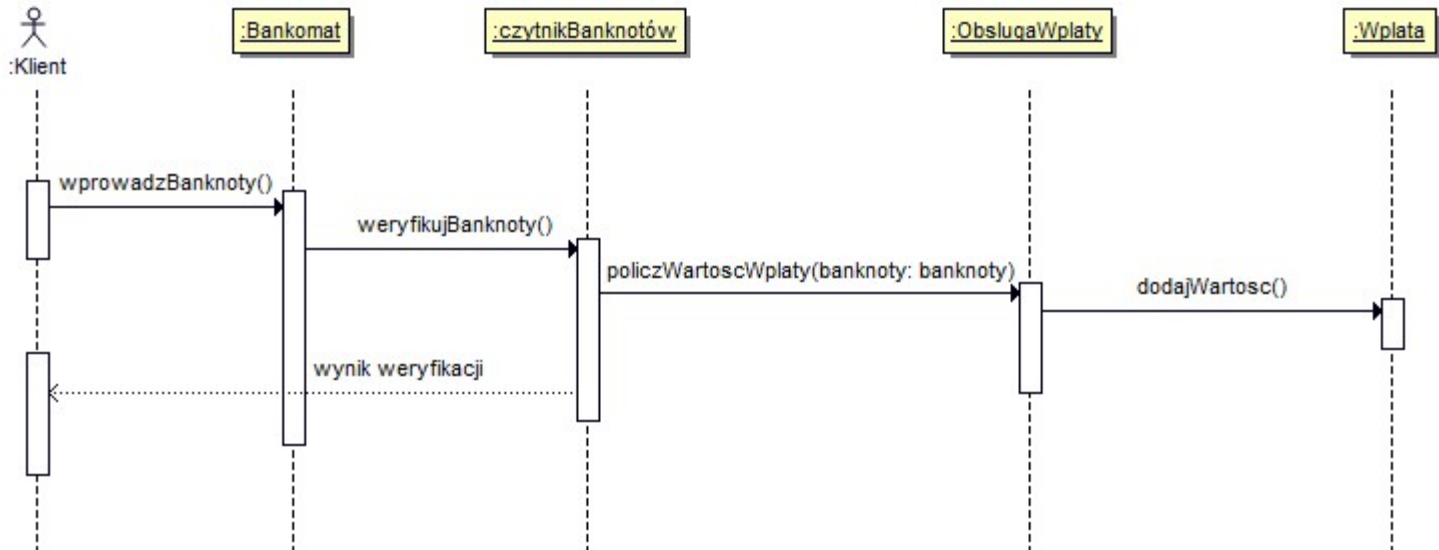 :Klient
:Bankomat
:czytnikBanknotów
:ObslugaWplaty
:Wplata
wprowadzBanknoty()
weryfikujBanknoty()
policzWartoscWplaty(banknoty: banknoty)
dodajWartosc()
wynik weryfikacji